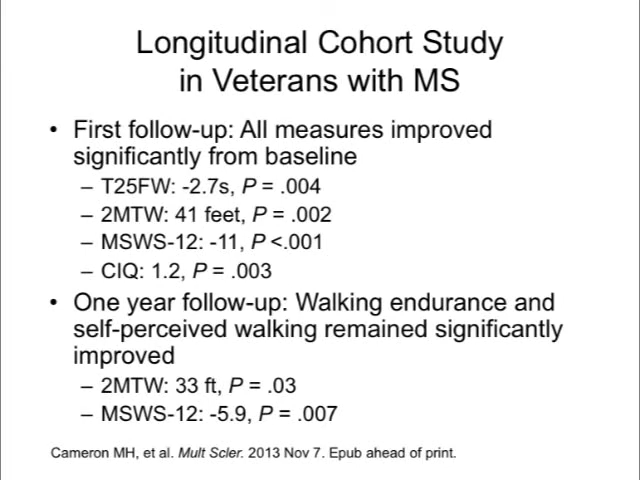 Longitudinal Cohort Study
in Veterans with MS
• First follow-up: All measures improved
significantly from baseline
– T25FW: -2.7s, P = .004
– 2MTW: 41 feet, P = .002
– MSWS-12: -11, P <.001
– CIQ: 1.2, P = .003
• One year follow-up: Walking endurance and
self-perceived walking remained significantly
improved
– 2MTW: 33 ft, P = .03
– MSWS-12: -5.9, P = .007
Cameron MH, et al. Mult Scler. 2013 Nov 7. Epub ahead of print.